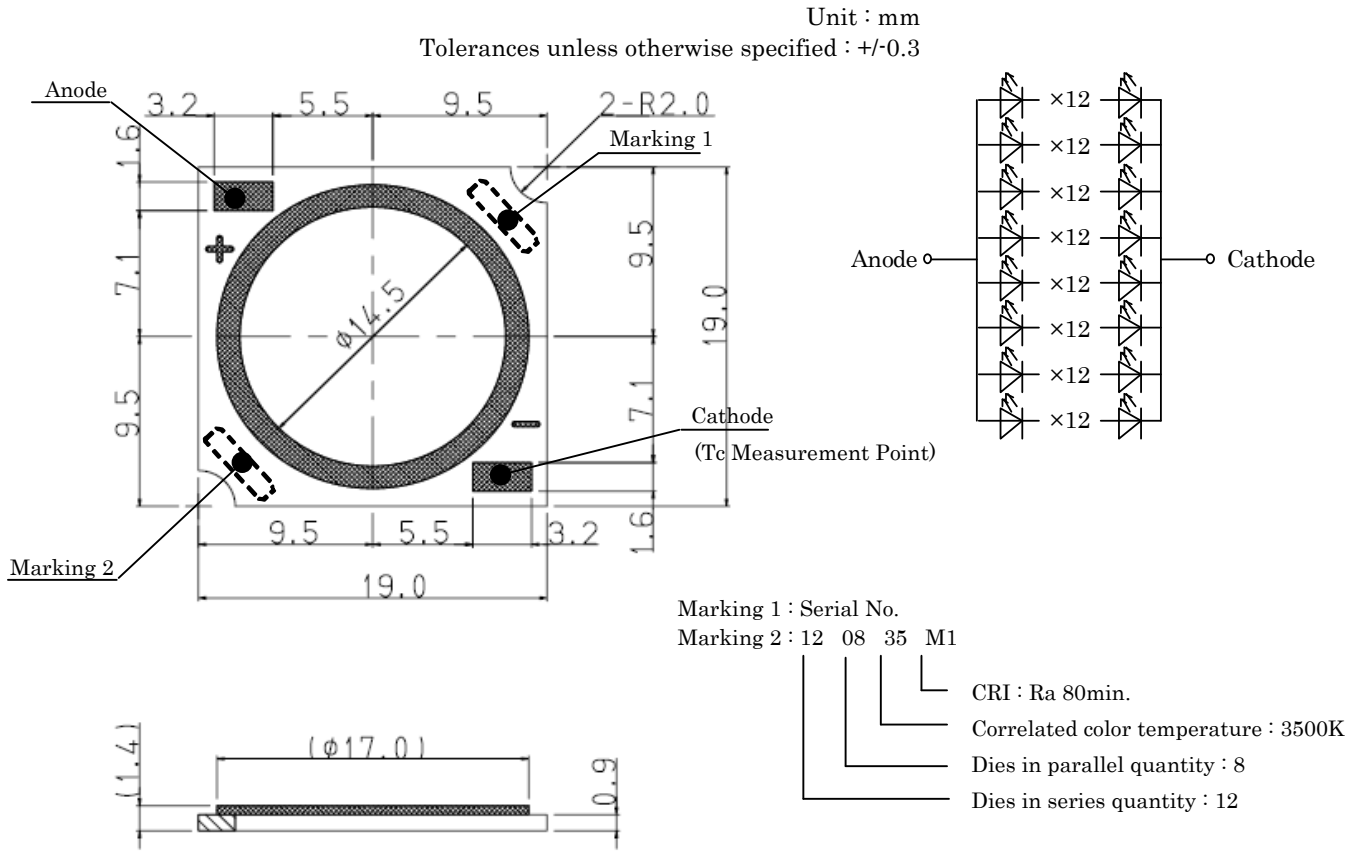 Unit : mm
Tolerances unless otherwise specified : +/-0.3
Anode
3.2
5.5
9.5
2-R2.0
Marking 1
1.6
7.1
9.5
+
ø14.5
9.5
7.1
1.6
19.0
−
Cathode
(Tc Measurement Point)
Marking 2
9.5
5.5
3.2
19.0
×12
×12
×12
×12
Anode
Cathode
×12
×12
×12
×12
Marking 1 : Serial No.
Marking 2 : 12 08 35 M1
CRI : Ra 80min.
Correlated color temperature : 3500K
Dies in parallel quantity : 8
Dies in series quantity : 12
(ø17.0)
(1.4)
0.9